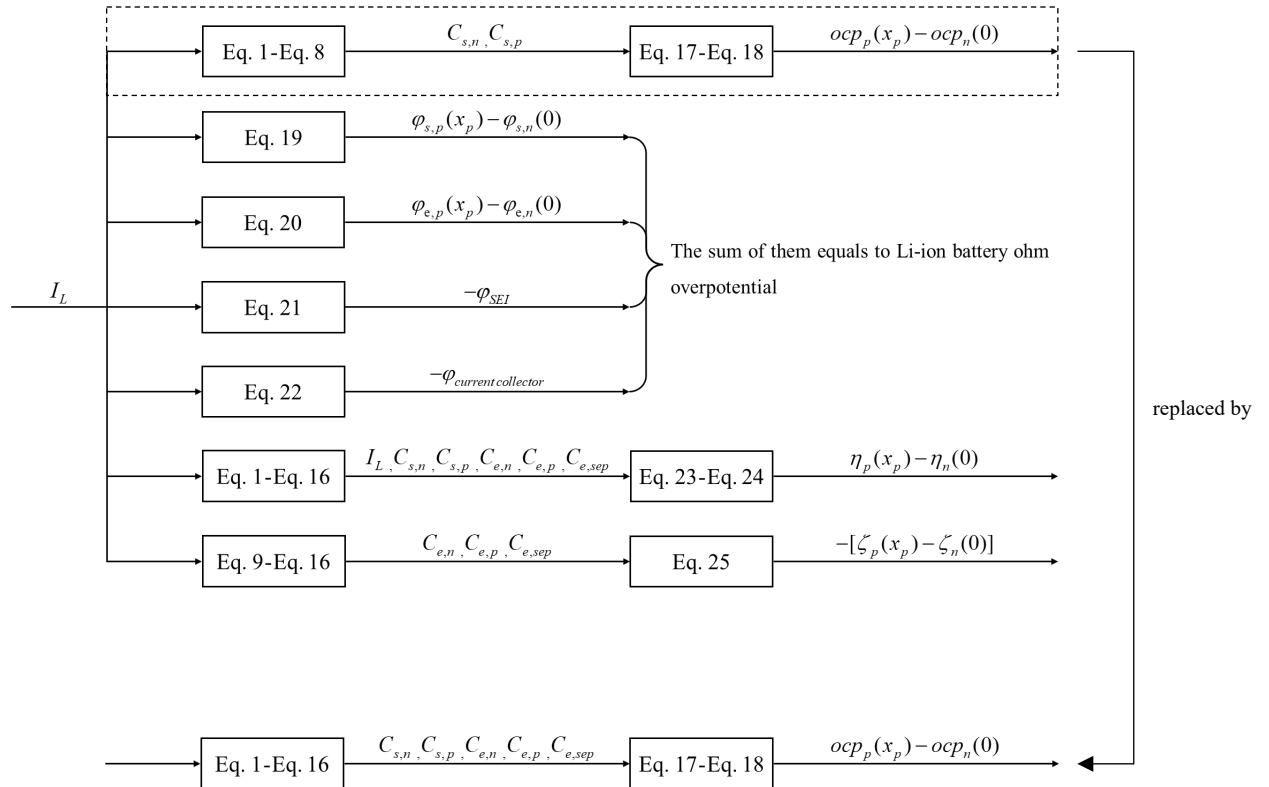 Eq. 1-Eq. 8
C_{s,n} , C_{s,p}
Eq. 17-Eq. 18
ocp_p(x_p) − ocp_n(0)
Eq. 19
φ_{s,p}(x_p) − φ_{s,n}(0)
Eq. 20
φ_{e,p}(x_p) − φ_{e,n}(0)
The sum of them equals to Li-ion battery ohm
overpotential
I_L
Eq. 21
−φ_{SEI}
Eq. 22
−φ_{current collector}
replaced by
Eq. 1-Eq. 16
I_L , C_{s,n} , C_{s,p} , C_{e,n} , C_{e,p} , C_{e,sep}
Eq. 23-Eq. 24
η_p(x_p) − η_n(0)
Eq. 9-Eq. 16
C_{e,n} , C_{e,p} , C_{e,sep}
Eq. 25
−[ζ_p(x_p) − ζ_n(0)]
Eq. 1-Eq. 16
C_{s,n} , C_{s,p} , C_{e,n} , C_{e,p} , C_{e,sep}
Eq. 17-Eq. 18
ocp_p(x_p) − ocp_n(0)